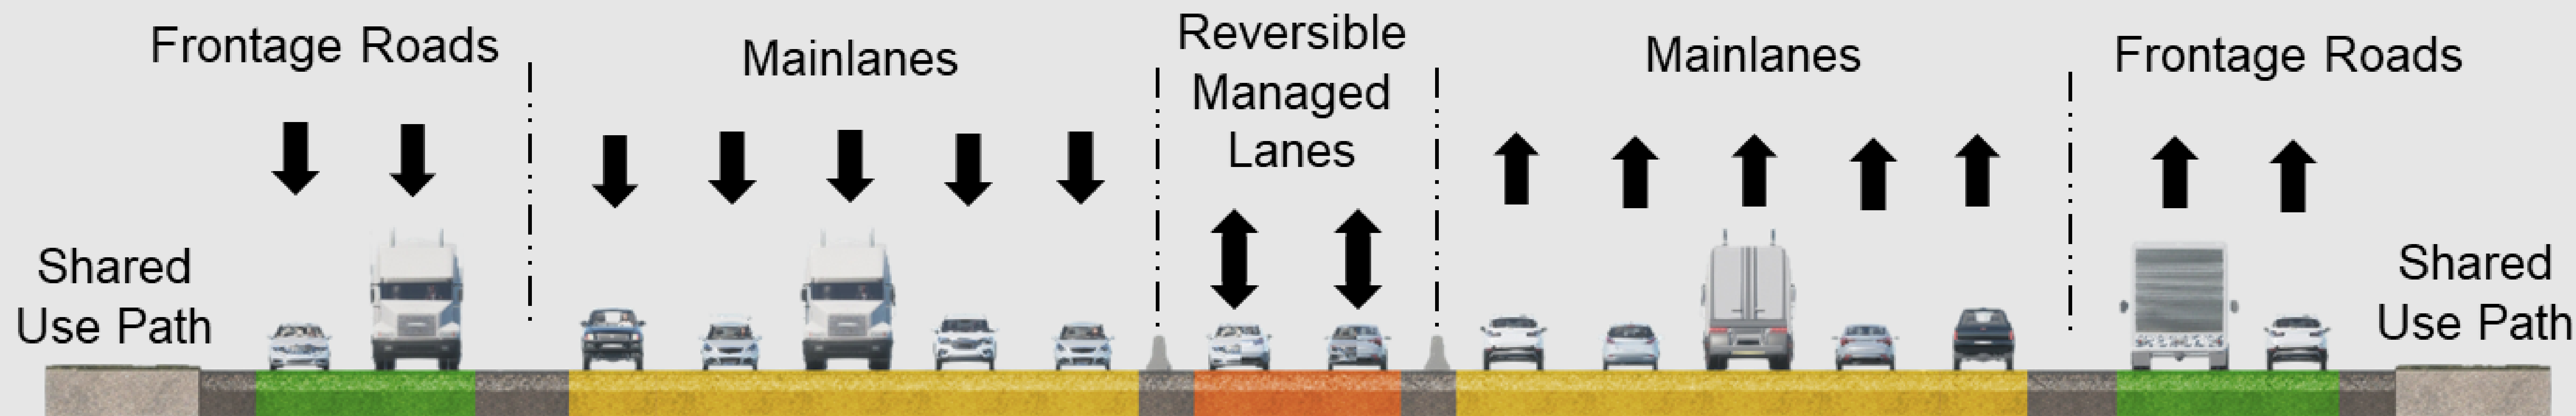 Frontage Roads
Mainlanes
Reversible
Managed
Lanes
Mainlanes
Frontage Roads
Shared
Use Path
Shared
Use Path